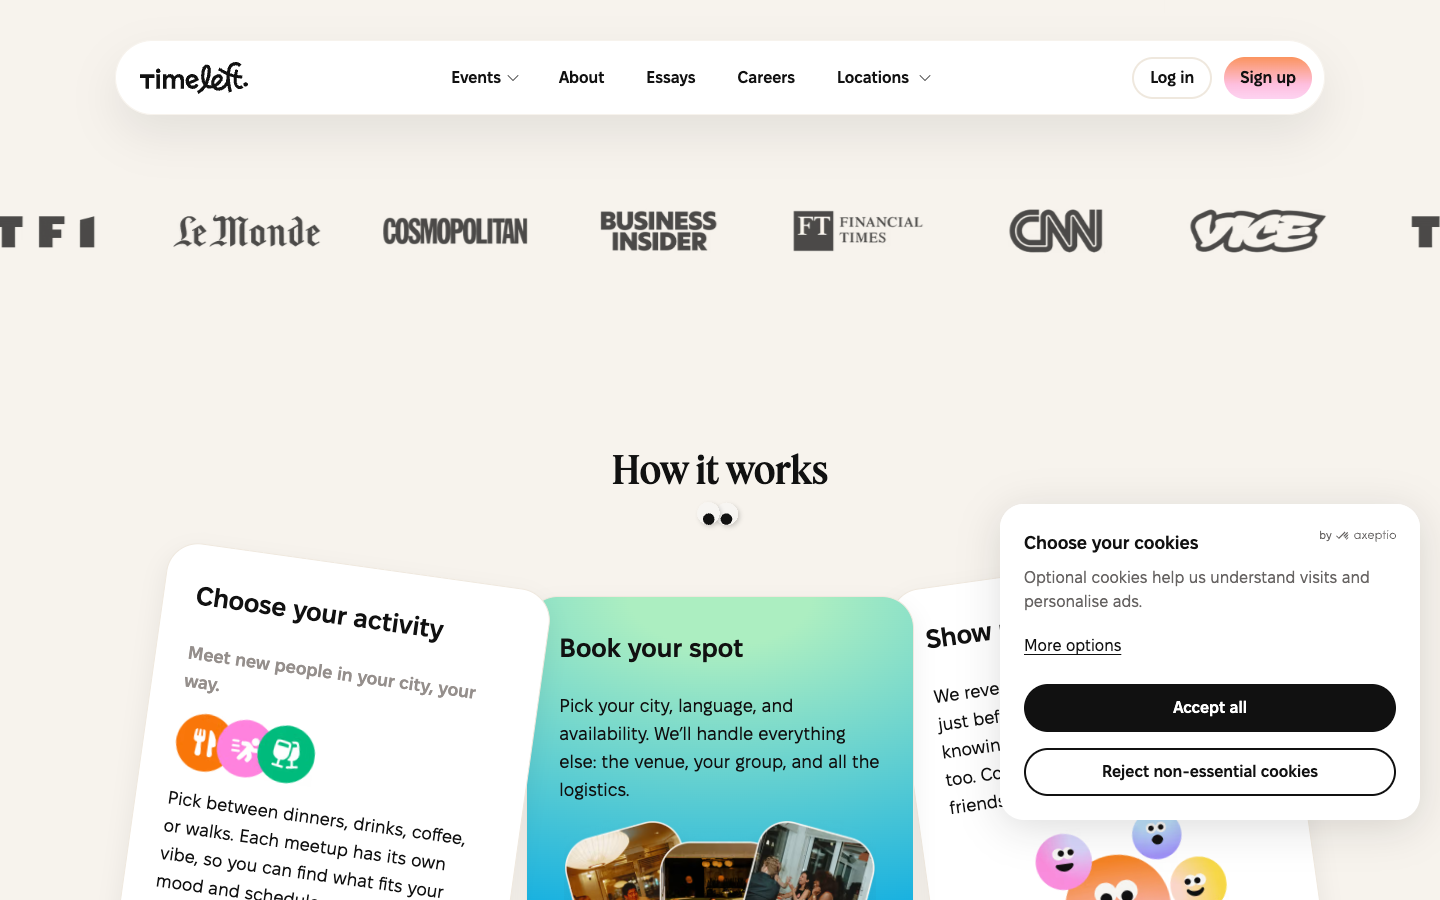 Timeleft.
Events
About
Essays
Careers
Locations
Log in
Sign up
TF1
Le Monde
COSMOPOLITAN
BUSINESS
INSIDER
FT FINANCIAL
TIMES
CNN
VICE
How it works
Choose your activity
Meet new people in your city, your
way.
Pick between dinners, drinks, coffee,
or walks. Each meetup has its own
vibe, so you can find what fits your
mood and schedule
Book your spot
Pick your city, language, and
availability. We'll handle everything
else: the venue, your group, and all the
logistics.
Show
We
just
too.
friends
Choose your cookies
by axeptio
Optional cookies help us understand visits and
personalise ads.
More options
Accept all
Reject non-essential cookies